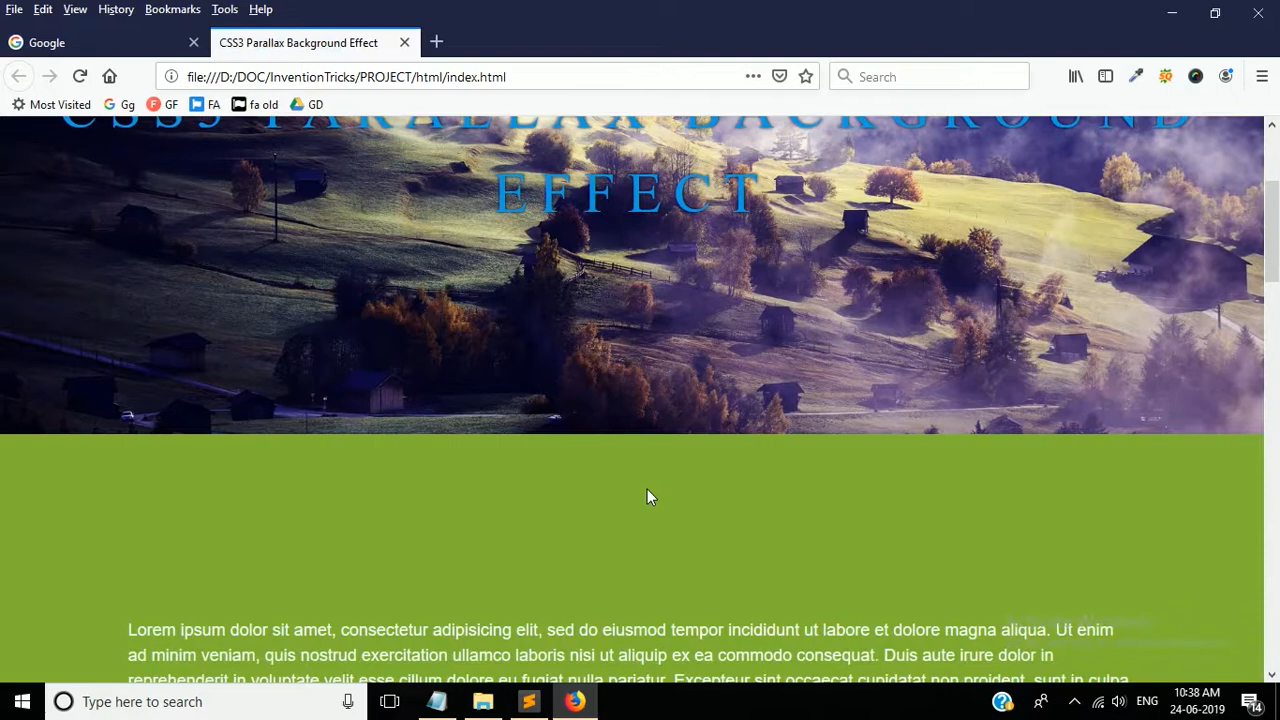 File Edit View History Bookmarks Tools Help
Google
CSS3 Parallax Background Effect
file:///D:/DOC/InventionTricks/PROJECT/html/index.html
Search
Most Visited Gg GF FA fa old GD
CSS3 PARALLAX BACKGROUND
EFFECT
Lorem ipsum dolor sit amet, consectetur adipisicing elit, sed do eiusmod tempor incididunt ut labore et dolore magna aliqua. Ut enim
ad minim veniam, quis nostrud exercitation ullamco laboris nisi ut aliquip ex ea commodo consequat. Duis aute irure dolor in
reprehenderit in voluptate velit esse cillum dolore eu fugiat nulla pariatur. Excepteur sint occaecat cupidatat non proident, sunt in culpa
Type here to search
ENG
10:38 AM
24-06-2019
14